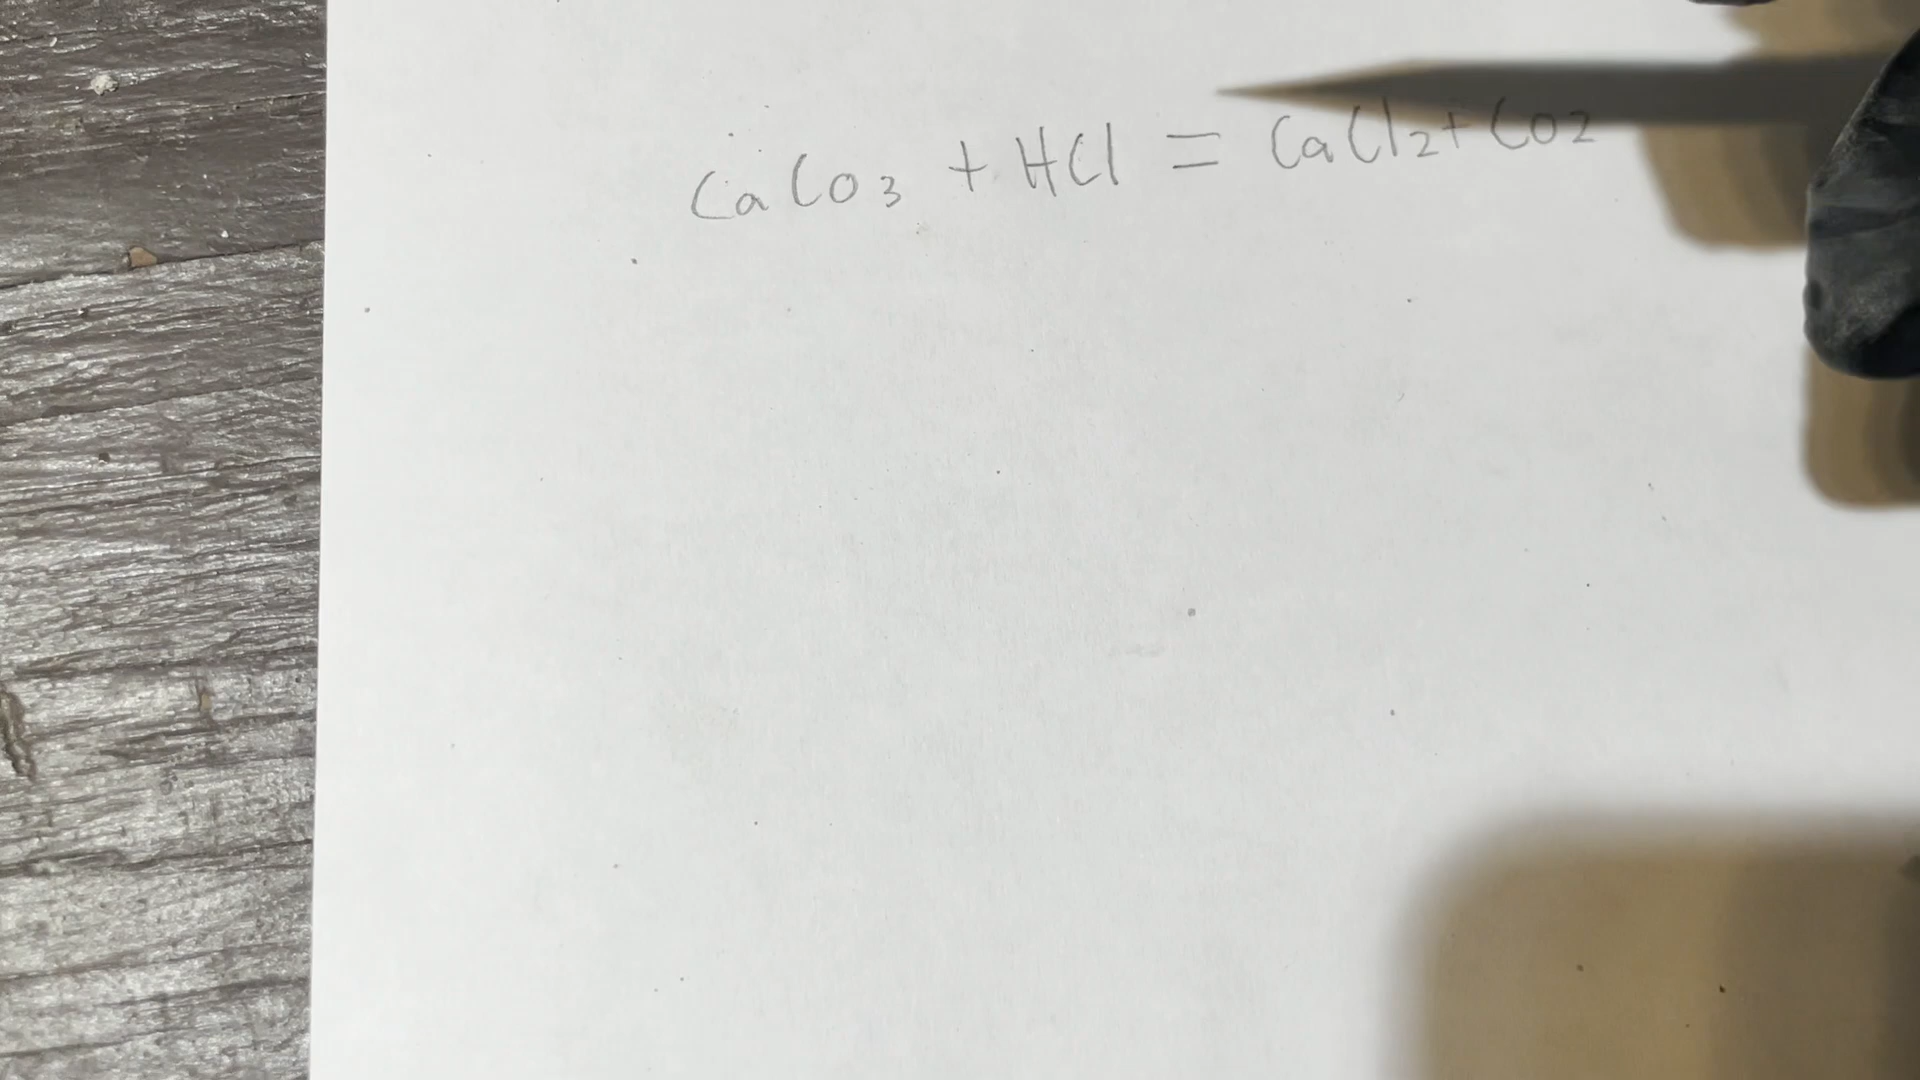 CaCo3 + HCl = CaCl2+Co2